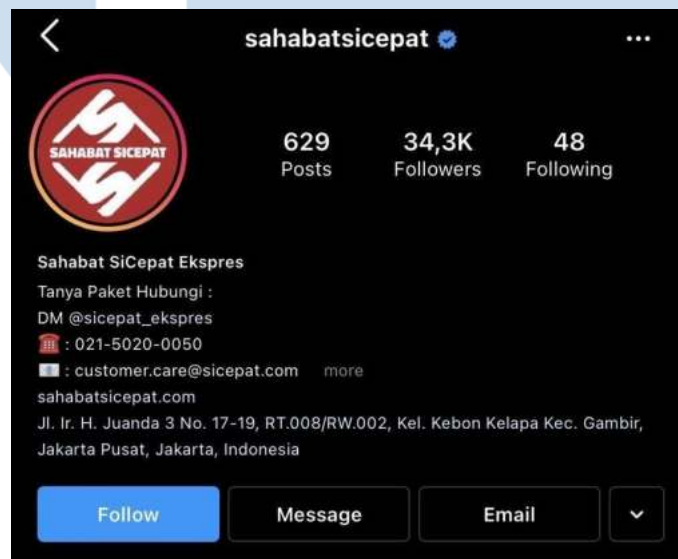 sahabatsicepat
SAHABAT SICEPAT
629 34,3K 48
Posts Followers Following
Sahabat SiCepat Ekspres
Tanya Paket Hubungi :
DM @sicepat_ekspres
: 021-5020-0050
: customer.care@sicepat.com more
sahabatsicepat.com
Jl. Ir. H. Juanda 3 No. 17-19, RT.008/RW.002, Kel. Kebon Kelapa Kec. Gambir,
Jakarta Pusat, Jakarta, Indonesia
Follow Message Email